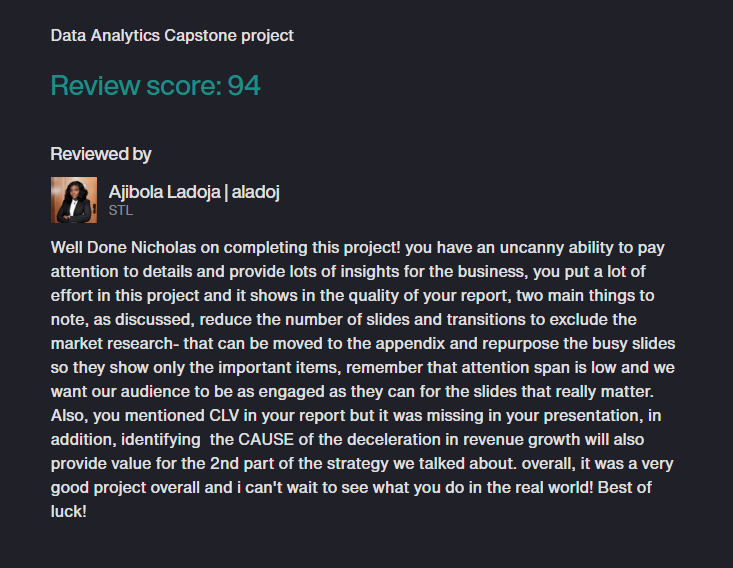 Data Analytics Capstone project
Review score: 94
Reviewed by
Ajibola Ladoja | aladoj
STL
Well Done Nicholas on completing this project! you have an uncanny ability to pay
attention to details and provide lots of insights for the business, you put a lot of
effort in this project and it shows in the quality of your report, two main things to
note, as discussed, reduce the number of slides and transitions to exclude the
market research- that can be moved to the appendix and repurpose the busy slides
so they show only the important items, remember that attention span is low and we
want our audience to be as engaged as they can for the slides that really matter.
Also, you mentioned CLV in your report but it was missing in your presentation, in
addition, identifying  the CAUSE of the deceleration in revenue growth will also
provide value for the 2nd part of the strategy we talked about. overall, it was a very
good project overall and i can't wait to see what you do in the real world! Best of
luck!